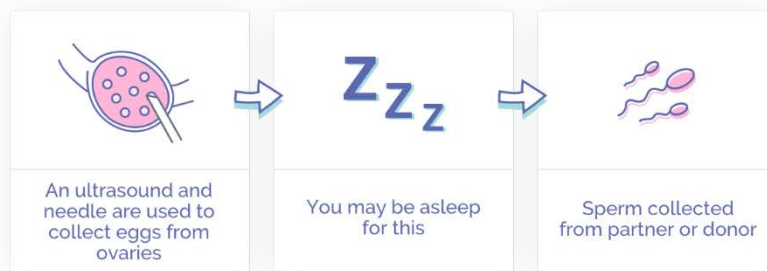 Z Z Z
An ultrasound and
needle are used to
collect eggs from
ovaries
You may be asleep
for this
Sperm collected
from partner or donor